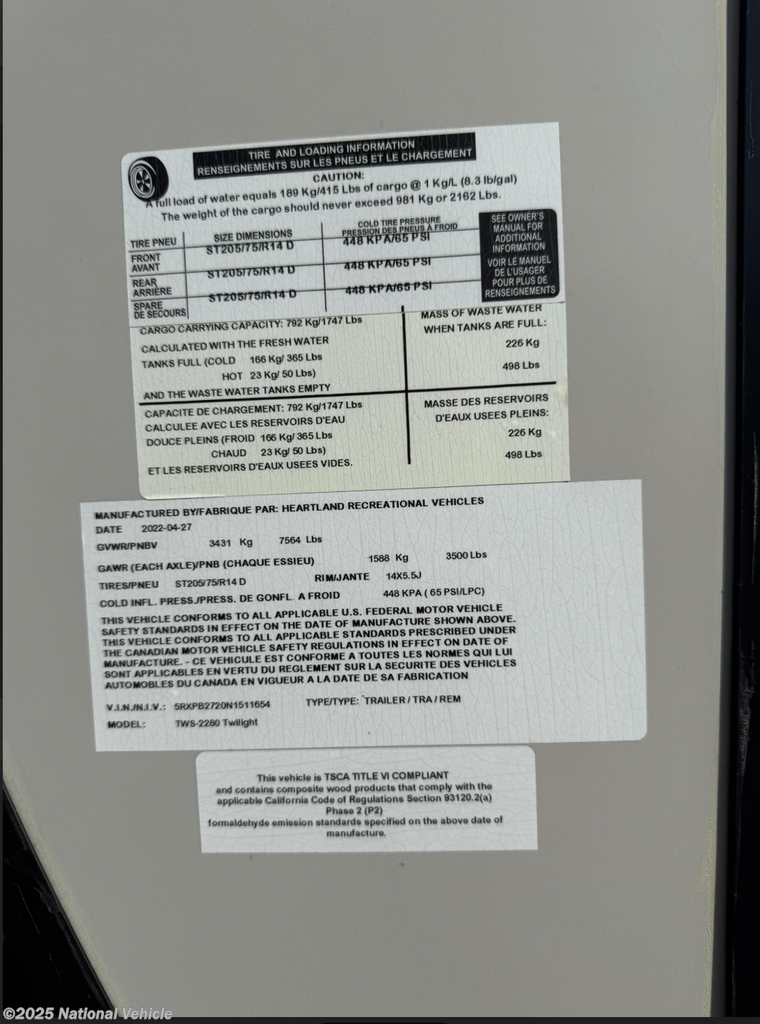 TIRE AND LOADING INFORMATION
RENSEIGNEMENTS SUR LES PNEUS ET LE CHARGEMENT
CAUTION:
A full load of water equals 189 Kg/415 Lbs of cargo @ 1 Kg/L (8.3 lb/gal)
The weight of the cargo should never exceed 981 Kg or 2162 Lbs.
TIRE PNEU SIZE DIMENSIONS COLD TIRE PRESSURE
PRESSION DES PNEUS À FROID
FRONT
AVANT ST205/75/R14 D 448 KPA/65 PSI
REAR
ARRIÈRE ST205/75/R14 D 448 KPA/65 PSI
SPARE
DE SECOURS ST205/75/R14 D 448 KPA/65 PSI
SEE OWNER'S
MANUAL FOR
ADDITIONAL
INFORMATION
VOIR LE MANUEL
DE L'USAGER
POUR PLUS DE
RENSEIGNEMENTS
CARGO CARRYING CAPACITY: 792 Kg/1747 Lbs
CALCULATED WITH THE FRESH WATER
TANKS FULL (COLD 166 Kg/ 365 Lbs
HOT 23 Kg/ 50 Lbs)
AND THE WASTE WATER TANKS EMPTY
MASS OF WASTE WATER
WHEN TANKS ARE FULL:
226 Kg
498 Lbs
CAPACITE DE CHARGEMENT: 792 Kg/1747 Lbs
CALCULEE AVEC LES RESERVOIRS D'EAU
DOUCE PLEINS (FROID 166 Kg/ 365 Lbs
CHAUD 23 Kg/ 50 Lbs)
ET LES RESERVOIRS D'EAUX USEES VIDES.
MASSE DES RESERVOIRS
D'EAUX USEES PLEINS:
226 Kg
498 Lbs
MANUFACTURED BY/FABRIQUE PAR: HEARTLAND RECREATIONAL VEHICLES
DATE 2022-04-27
GVWR/PNBV 3431 Kg 7564 Lbs
GAWR (EACH AXLE)/PNB (CHAQUE ESSIEU) 1588 Kg 3500 Lbs
TIRES/PNEU ST205/75/R14 D RIM/JANTE 14X5.5J
COLD INFL. PRESS./PRESS. DE GONFL. A FROID 448 KPA ( 65 PSI/LPC)
THIS VEHICLE CONFORMS TO ALL APPLICABLE U.S. FEDERAL MOTOR VEHICLE
SAFETY STANDARDS IN EFFECT ON THE DATE OF MANUFACTURE SHOWN ABOVE.
THIS VEHICLE CONFORMS TO ALL APPLICABLE STANDARDS PRESCRIBED UNDER
THE CANADIAN MOTOR VEHICLE SAFETY REGULATIONS IN EFFECT ON DATE OF
MANUFACTURE. - CE VEHICULE EST CONFORME A TOUTES LES NORMES QUI LUI
SONT APPLICABLES EN VERTU DU REGLEMENT SUR LA SECURITE DES VEHICLES
AUTOMOBLES DU CANADA EN VIGUEUR A LA DATE DE SA FABRICATION
V.I.N./N.I.V.: 5RXPB2720N1511654 TYPE/TYPE: TRAILER / TRA / REM
MODEL: TWS-2280 Twilight
This vehicle is TSCA TITLE VI COMPLIANT
and contains composite wood products that comply with the
applicable California Code of Regulations Section 93120.2(a)
Phase 2 (P2)
formaldehyde emission standards specified on the above date of
manufacture.
©2025 National Vehicle